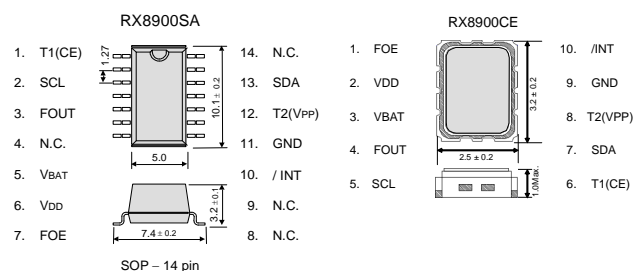 RX8900SA
1. T1(CE)
2. SCL
3. FOUT
4. N.C.
5. VBAT
6. VDD
7. FOE
1.27
10.1 ± 0.2
5.0
3.2 ± 0.1
7.4 ± 0.2
14. N.C.
13. SDA
12. T2(VPP)
11. GND
10. / INT
9. N.C.
8. N.C.
SOP – 14 pin
RX8900CE
1. FOE
2. VDD
3. VBAT
4. FOUT
5. SCL
3.2 ± 0.2
2.5 ± 0.2
1.0Max.
10. /INT
9. GND
8. T2(VPP)
7. SDA
6. T1(CE)